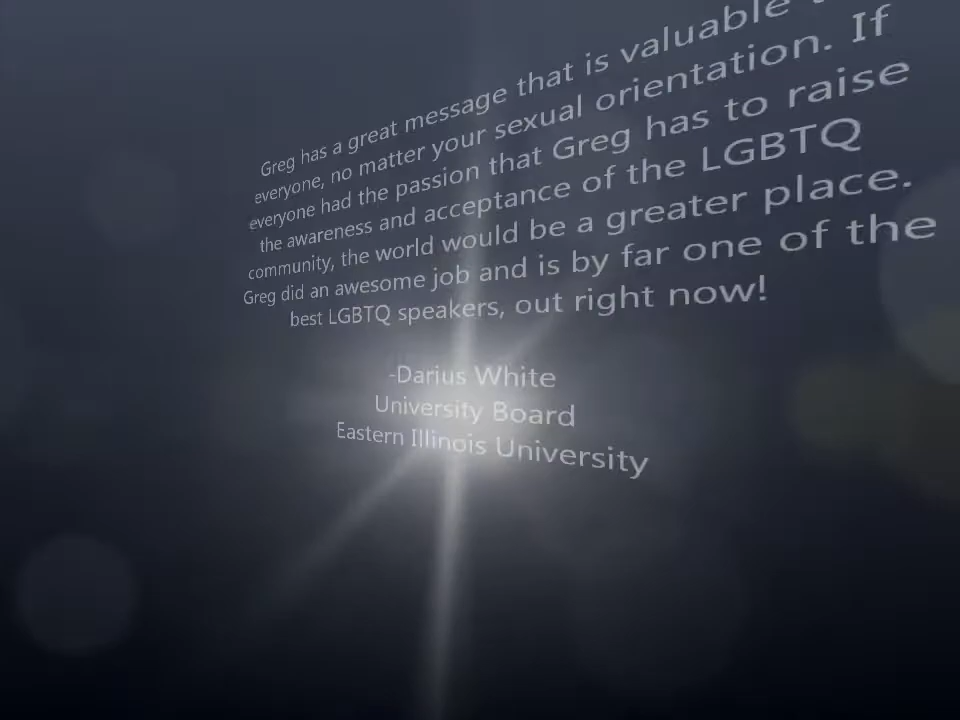 Greg has a great message that is valuable
everyone, no matter your sexual orientation. If
everyone had the passion that Greg has to raise
the awareness and acceptance of the LGBTQ
community, the world would be a greater place.
Greg did an awesome job and is by far one of the
best LGBTQ speakers, out right now!
-Darius White
University Board
Eastern Illinois University